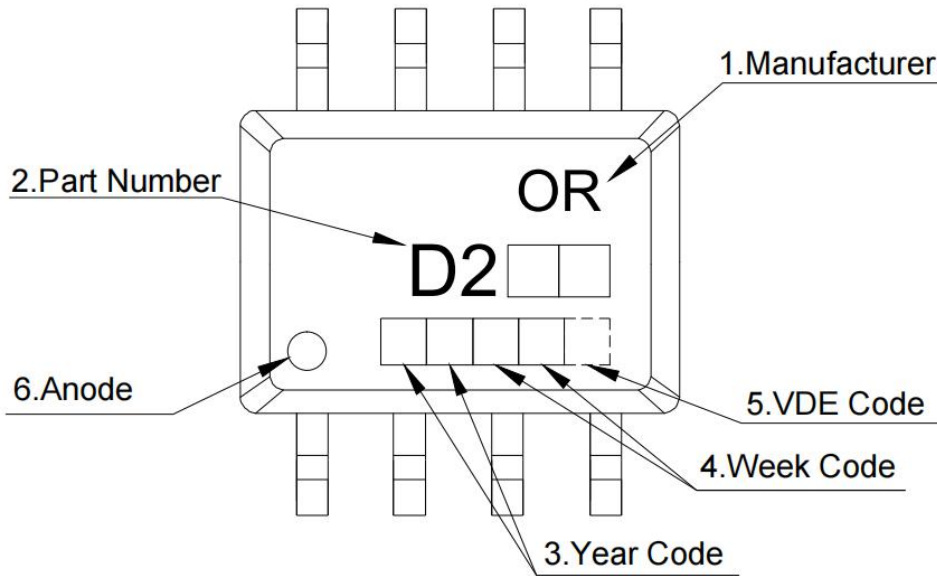 1.Manufacturer
OR
2.Part Number
D2
6.Anode
5.VDE Code
4.Week Code
3.Year Code